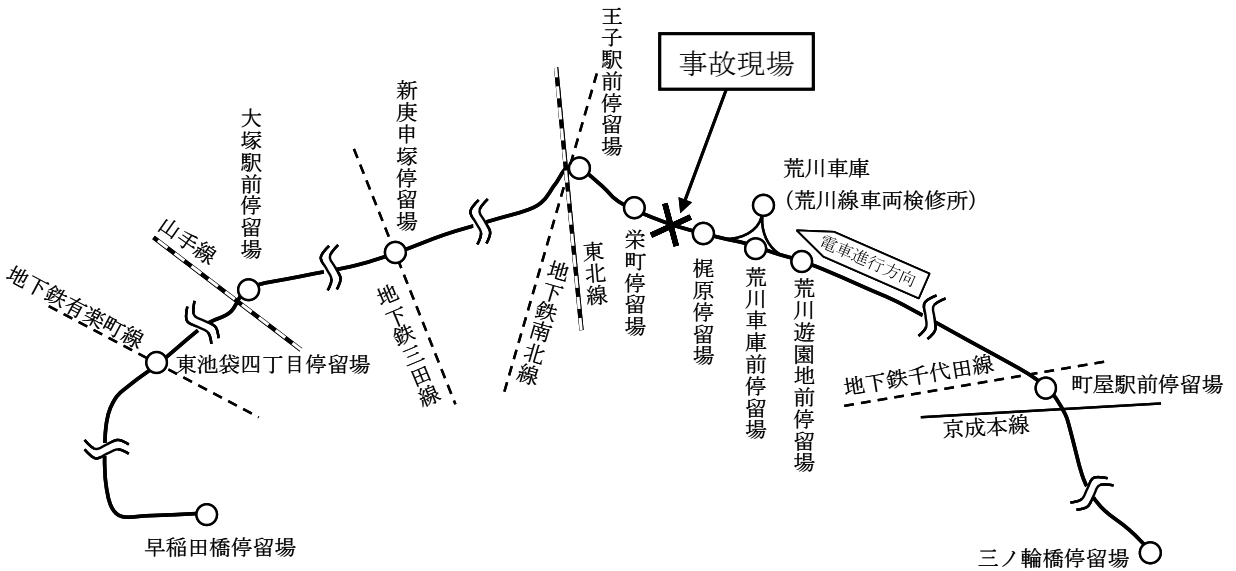 王子駅前停留場
事故現場
新庚申塚停留場
大塚駅前停留場
荒川車庫
(荒川線車両検修所)
電車進行方向
山手線
地下鉄有楽町線
東池袋四丁目停留場
地下鉄三田線
地下鉄南北線
東北線
栄町停留場
梶原停留場
荒川車庫前停留場
荒川遊園地前停留場
地下鉄千代田線
町屋駅前停留場
京成本線
早稲田橋停留場
三ノ輪橋停留場